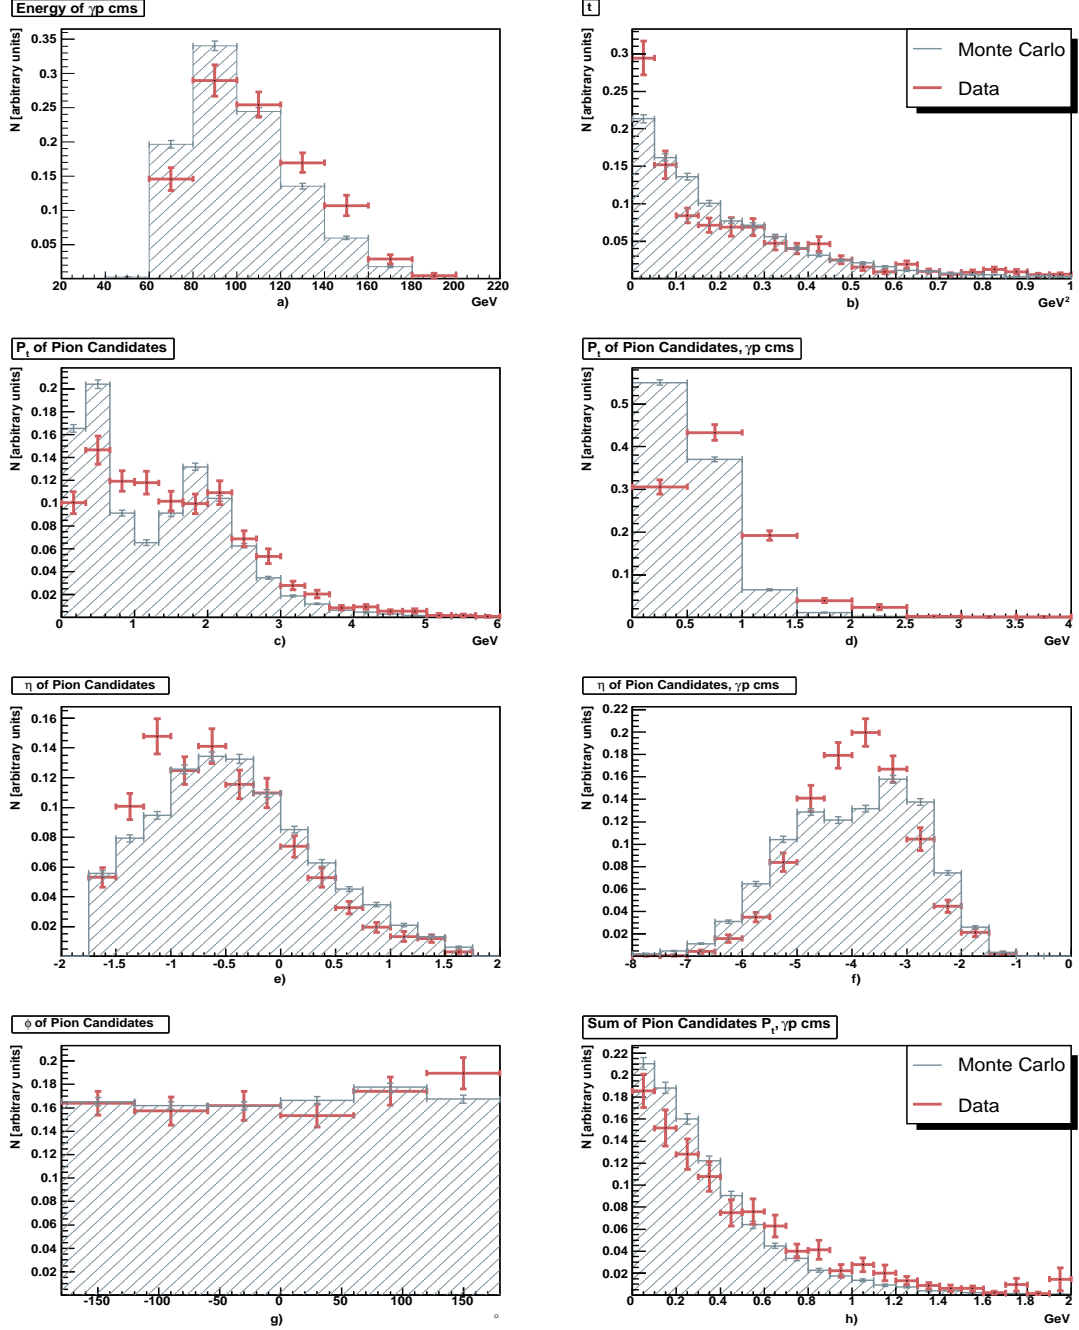 Energy of γp cms
N [arbitrary units]
0.35
0.3
0.25
0.2
0.15
0.1
0.05
20 40 60 80 100 120 140 160 180 200 220
a) GeV
t
N [arbitrary units]
0.3
0.25
0.2
0.15
0.1
0.05
0 0.1 0.2 0.3 0.4 0.5 0.6 0.7 0.8 0.9 1
b) GeV²
Monte Carlo
Data
Pt of Pion Candidates
N [arbitrary units]
0.2
0.18
0.16
0.14
0.12
0.1
0.08
0.06
0.04
0.02
0 1 2 3 4 5 6
c) GeV
Pt of Pion Candidates, γp cms
N [arbitrary units]
0.5
0.4
0.3
0.2
0.1
0 0.5 1 1.5 2 2.5 3 3.5 4
d) GeV
η of Pion Candidates
N [arbitrary units]
0.16
0.14
0.12
0.1
0.08
0.06
0.04
0.02
-2 -1.5 -1 -0.5 0 0.5 1 1.5 2
e)
η of Pion Candidates, γp cms
N [arbitrary units]
0.22
0.2
0.18
0.16
0.14
0.12
0.1
0.08
0.06
0.04
0.02
-8 -7 -6 -5 -4 -3 -2 -1 0
f)
ϕ of Pion Candidates
N [arbitrary units]
0.2
0.18
0.16
0.14
0.12
0.1
0.08
0.06
0.04
0.02
-150 -100 -50 0 50 100 150
g) °
Sum of Pion Candidates Pt, γp cms
N [arbitrary units]
0.22
0.2
0.18
0.16
0.14
0.12
0.1
0.08
0.06
0.04
0.02
0 0.2 0.4 0.6 0.8 1 1.2 1.4 1.6 1.8 2
h) GeV
Monte Carlo
Data